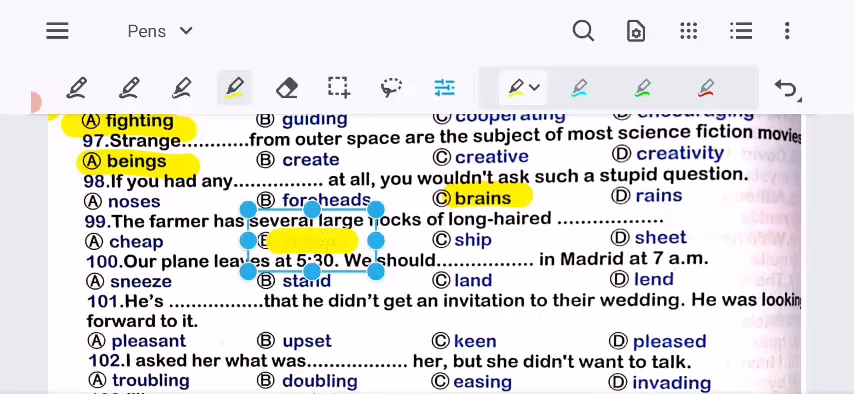 Pens
Ⓐ fighting Ⓑ guiding Ⓒ cooperating Ⓓ encouraging
97.Strange............from outer space are the subject of most science fiction movies
Ⓐ beings Ⓑ create Ⓒ creative Ⓓ creativity
98.If you had any................ at all, you wouldn't ask such a stupid question.
Ⓐ noses Ⓑ foreheads Ⓒ brains Ⓓ rains
99.The farmer has several large flocks of long-haired ...................
Ⓐ cheap Ⓒ ship Ⓓ sheet
100.Our plane leaves at 5:30. We should................. in Madrid at 7 a.m.
Ⓐ sneeze Ⓑ stand Ⓒ land Ⓓ lend
101.He's .................that he didn't get an invitation to their wedding. He was looking
forward to it.
Ⓐ pleasant Ⓑ upset Ⓒ keen Ⓓ pleased
102.I asked her what was.................. her, but she didn't want to talk.
Ⓐ troubling Ⓑ doubling Ⓒ easing Ⓓ invading